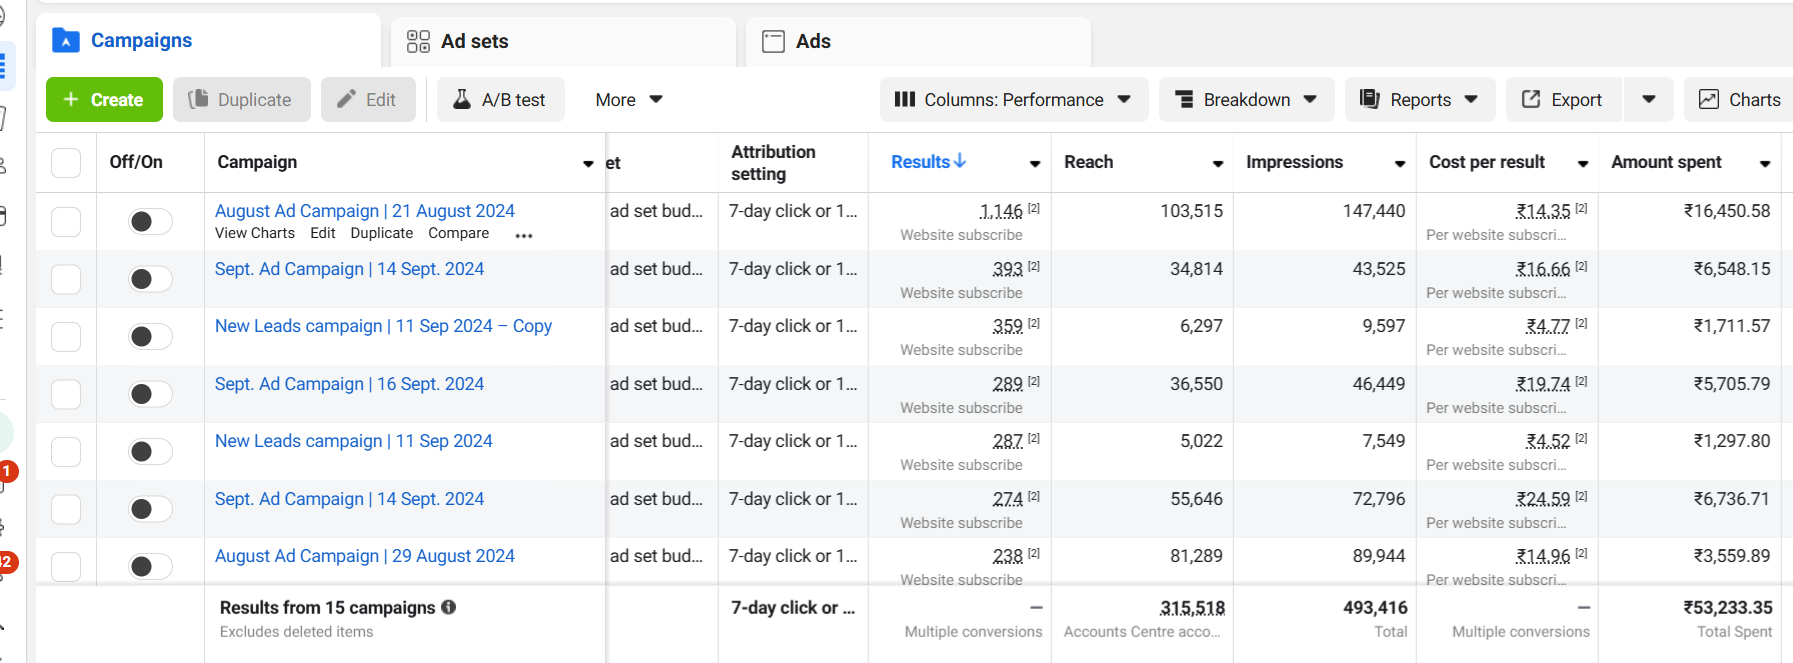 Campaigns
Ad sets
Ads
+ Create
Duplicate
Edit
A/B test
More
Columns: Performance
Breakdown
Reports
Export
Charts
Off/On
Campaign
et
Attribution
setting
Results↓
Reach
Impressions
Cost per result
Amount spent
August Ad Campaign | 21 August 2024
ad set bud...
7-day click or 1...
1,146 [2]
103,515
147,440
₹14.35 [2]
₹16,450.58
View Charts Edit Duplicate Compare ...
Website subscribe
Per website subscri...
Sept. Ad Campaign | 14 Sept. 2024
ad set bud...
7-day click or 1...
393 [2]
34,814
43,525
₹16.66 [2]
₹6,548.15
Website subscribe
Per website subscri...
New Leads campaign | 11 Sep 2024 – Copy
ad set bud...
7-day click or 1...
359 [2]
6,297
9,597
₹4.77 [2]
₹1,711.57
Website subscribe
Per website subscri...
Sept. Ad Campaign | 16 Sept. 2024
ad set bud...
7-day click or 1...
289 [2]
36,550
46,449
₹19.74 [2]
₹5,705.79
Website subscribe
Per website subscri...
New Leads campaign | 11 Sep 2024
ad set bud...
7-day click or 1...
287 [2]
5,022
7,549
₹4.52 [2]
₹1,297.80
Website subscribe
Per website subscri...
1
Sept. Ad Campaign | 14 Sept. 2024
ad set bud...
7-day click or 1...
274 [2]
55,646
72,796
₹24.59 [2]
₹6,736.71
Website subscribe
Per website subscri...
42
August Ad Campaign | 29 August 2024
ad set bud...
7-day click or 1...
238 [2]
81,289
89,944
₹14.96 [2]
₹3,559.89
Website subscribe
Per website subscri...
Results from 15 campaigns
7-day click or ...
—
315,518
493,416
—
₹53,233.35
Excludes deleted items
Multiple conversions
Accounts Centre acco...
Total
Multiple conversions
Total Spent